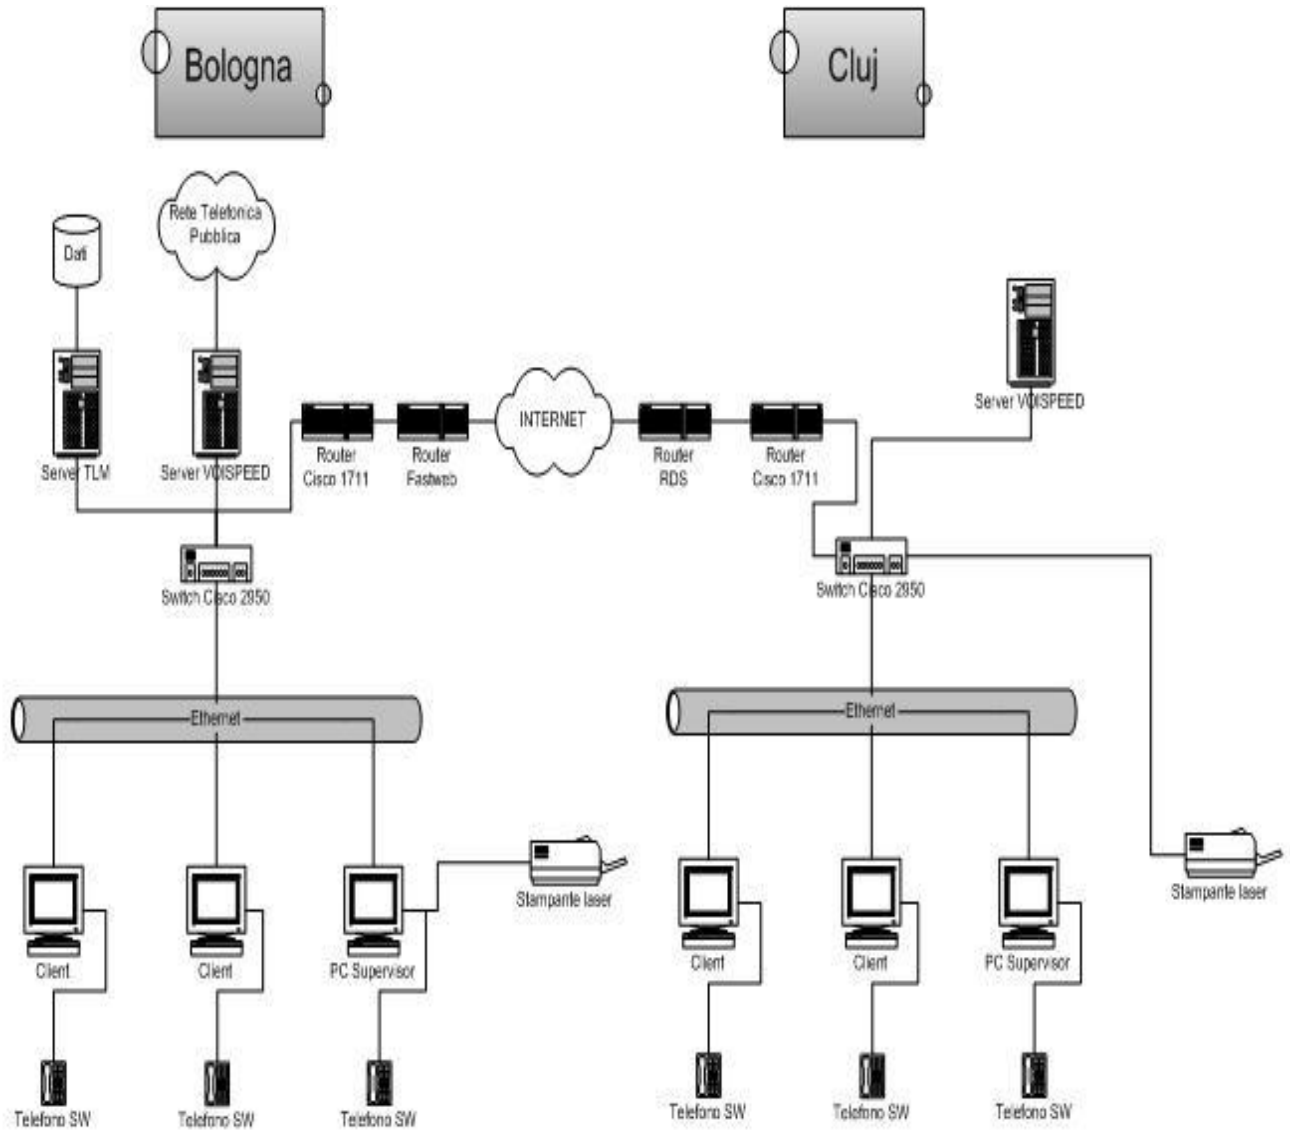 Bologna
Cluj
Rete Telefonica
Pubblica
Dati
Server TLM
Server VOISPEED
Router
Cisco 1711
Router
Fastweb
INTERNET
Router
RDS
Router
Cisco 1711
Server VOISPEED
Switch Cisco 2950
Switch Cisco 2950
Ethernet
Ethernet
Stampante laser
Stampante laser
Client
Client
PC Supervisor
Client
Client
PC Supervisor
Telefono SW
Telefono SW
Telefono SW
Telefono SW
Telefono SW
Telefono SW